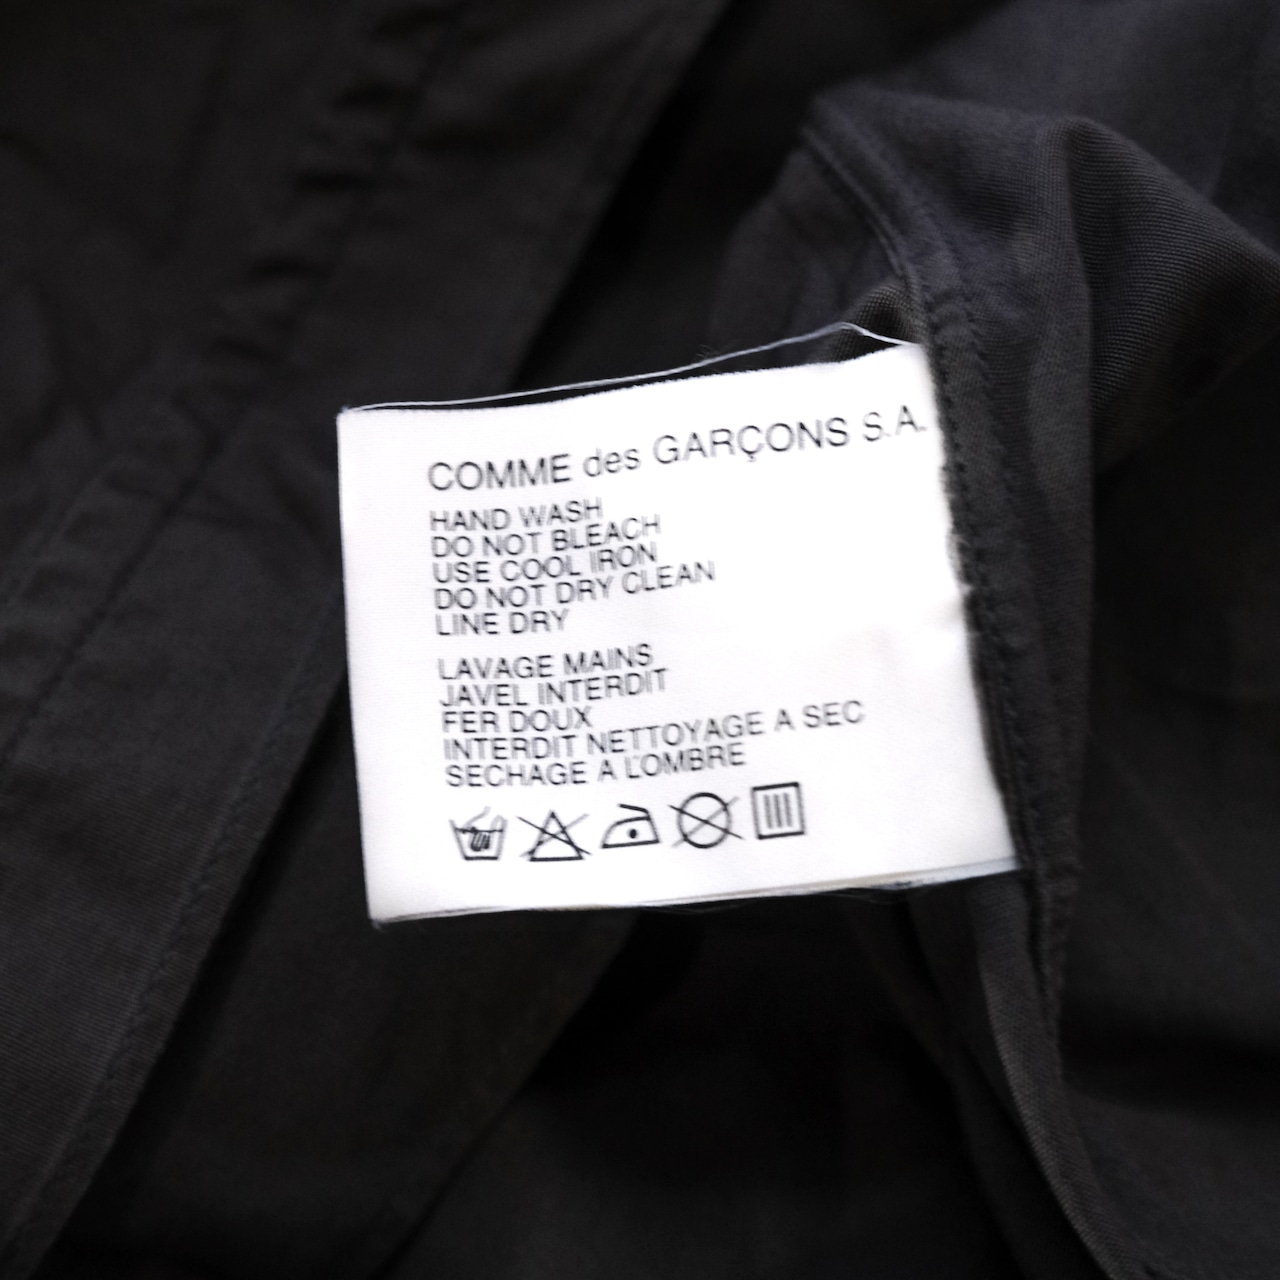 COMME des GARÇONS S.A.
HAND WASH
DO NOT BLEACH
USE COOL IRON
DO NOT DRY CLEAN
LINE DRY
LAVAGE MAINS
JAVEL INTERDIT
FER DOUX
INTERDIT NETTOYAGE A SEC
SECHAGE A L'OMBRE